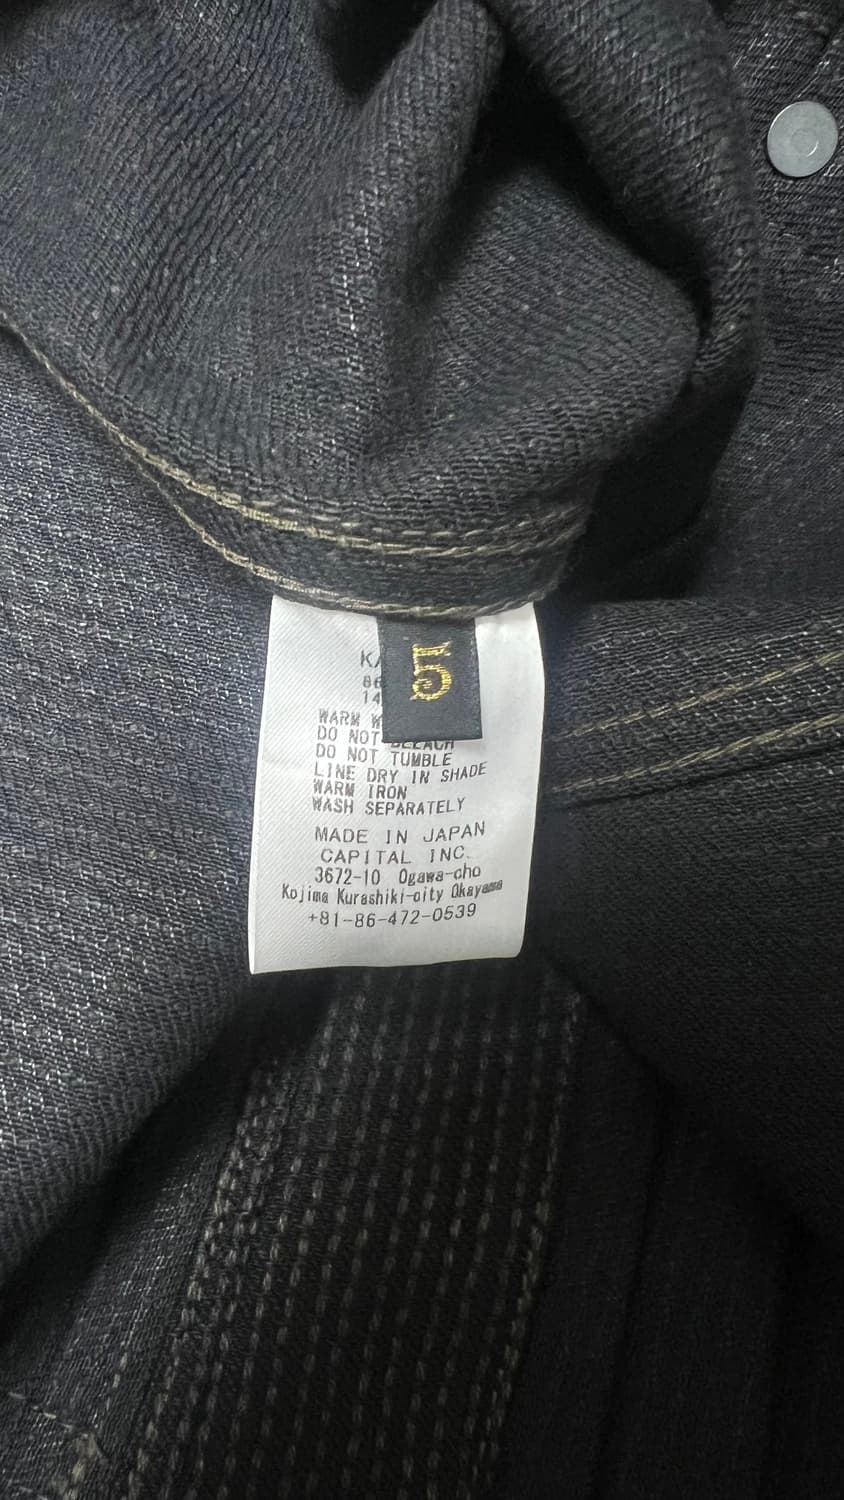 5
WARM
DO NOT BLEACH
DO NOT TUMBLE
LINE DRY IN SHADE
WARM IRON
WASH SEPARATELY
MADE IN JAPAN
CAPITAL INC.
3672-10 Ogawa-cho
Kojima Kurashiki-city Okayama
+81-86-472-0539